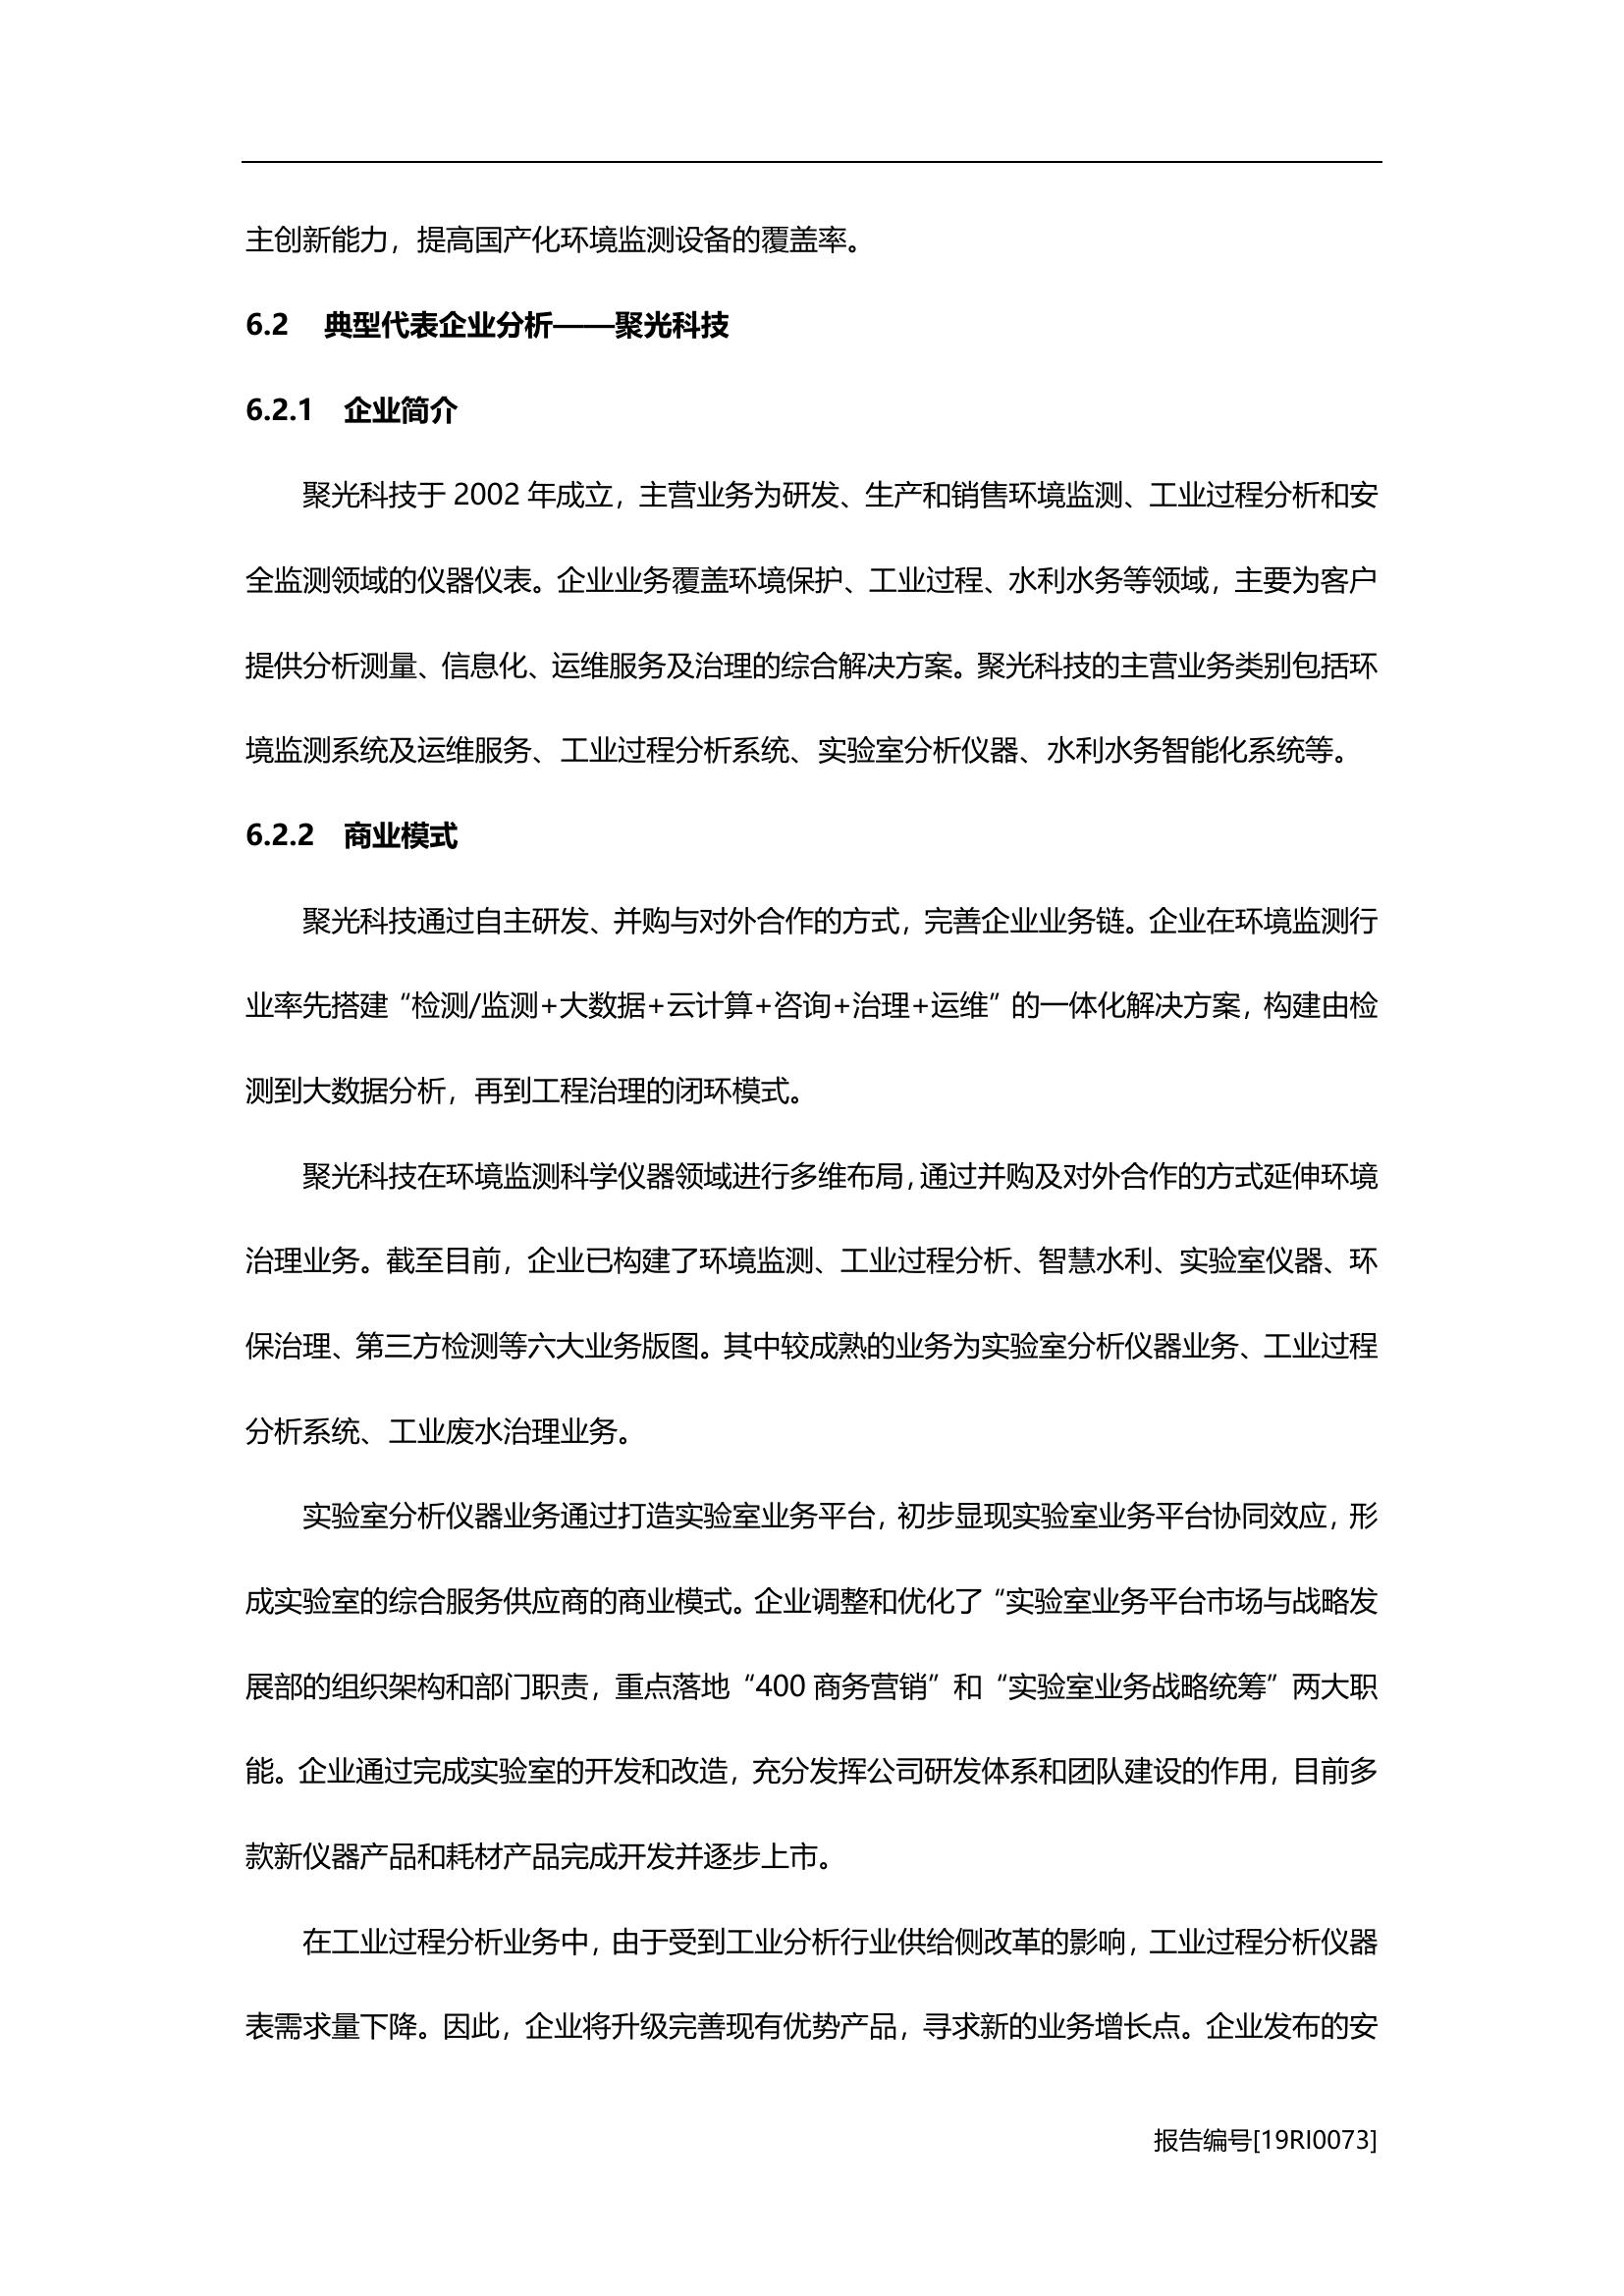 主创新能力，提高国产化环境监测设备的覆盖率。
6.2 典型代表企业分析——聚光科技
6.2.1 企业简介
聚光科技于 2002 年成立，主营业务为研发、生产和销售环境监测、工业过程分析和安
全监测领域的仪器仪表。企业业务覆盖环境保护、工业过程、水利水务等领域，主要为客户
提供分析测量、信息化、运维服务及治理的综合解决方案。聚光科技的主营业务类别包括环
境监测系统及运维服务、工业过程分析系统、实验室分析仪器、水利水务智能化系统等。
6.2.2 商业模式
聚光科技通过自主研发、并购与对外合作的方式，完善企业业务链。企业在环境监测行
业率先搭建“检测/监测+大数据+云计算+咨询+治理+运维”的一体化解决方案，构建由检
测到大数据分析，再到工程治理的闭环模式。
聚光科技在环境监测科学仪器领域进行多维布局，通过并购及对外合作的方式延伸环境
治理业务。截至目前，企业已构建了环境监测、工业过程分析、智慧水利、实验室仪器、环
保治理、第三方检测等六大业务版图。其中较成熟的业务为实验室分析仪器业务、工业过程
分析系统、工业废水治理业务。
实验室分析仪器业务通过打造实验室业务平台，初步显现实验室业务平台协同效应，形
成实验室的综合服务供应商的商业模式。企业调整和优化了“实验室业务平台市场与战略发
展部的组织架构和部门职责，重点落地“400 商务营销”和“实验室业务战略统筹”两大职
能。企业通过完成实验室的开发和改造，充分发挥公司研发体系和团队建设的作用，目前多
款新仪器产品和耗材产品完成开发并逐步上市。
在工业过程分析业务中，由于受到工业分析行业供给侧改革的影响，工业过程分析仪器
表需求量下降。因此，企业将升级完善现有优势产品，寻求新的业务增长点。企业发布的安
报告编号[19RI0073]